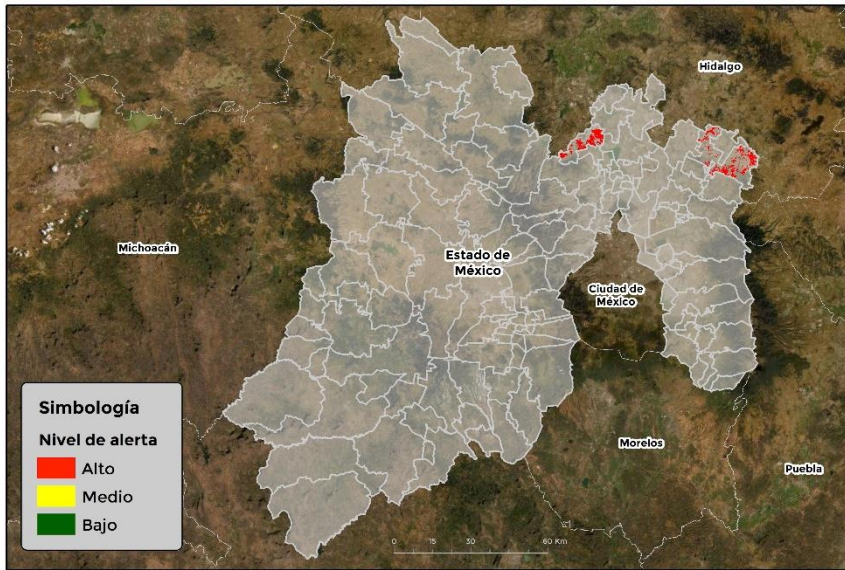 Hidalgo
Michoacán
Estado de
México
Ciudad de
México
Simbología
Nivel de alerta
Alto
Medio
Bajo
Morelos
Puebla
0 15 30 60 Km